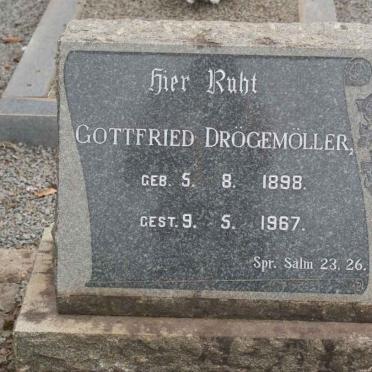 Hier Ruht
GOTTFRIED DRÖGEMÖLLER.
GEB. 5. 8. 1898.
GEST. 9. 5. 1967.
Spr. Salm 23. 26.